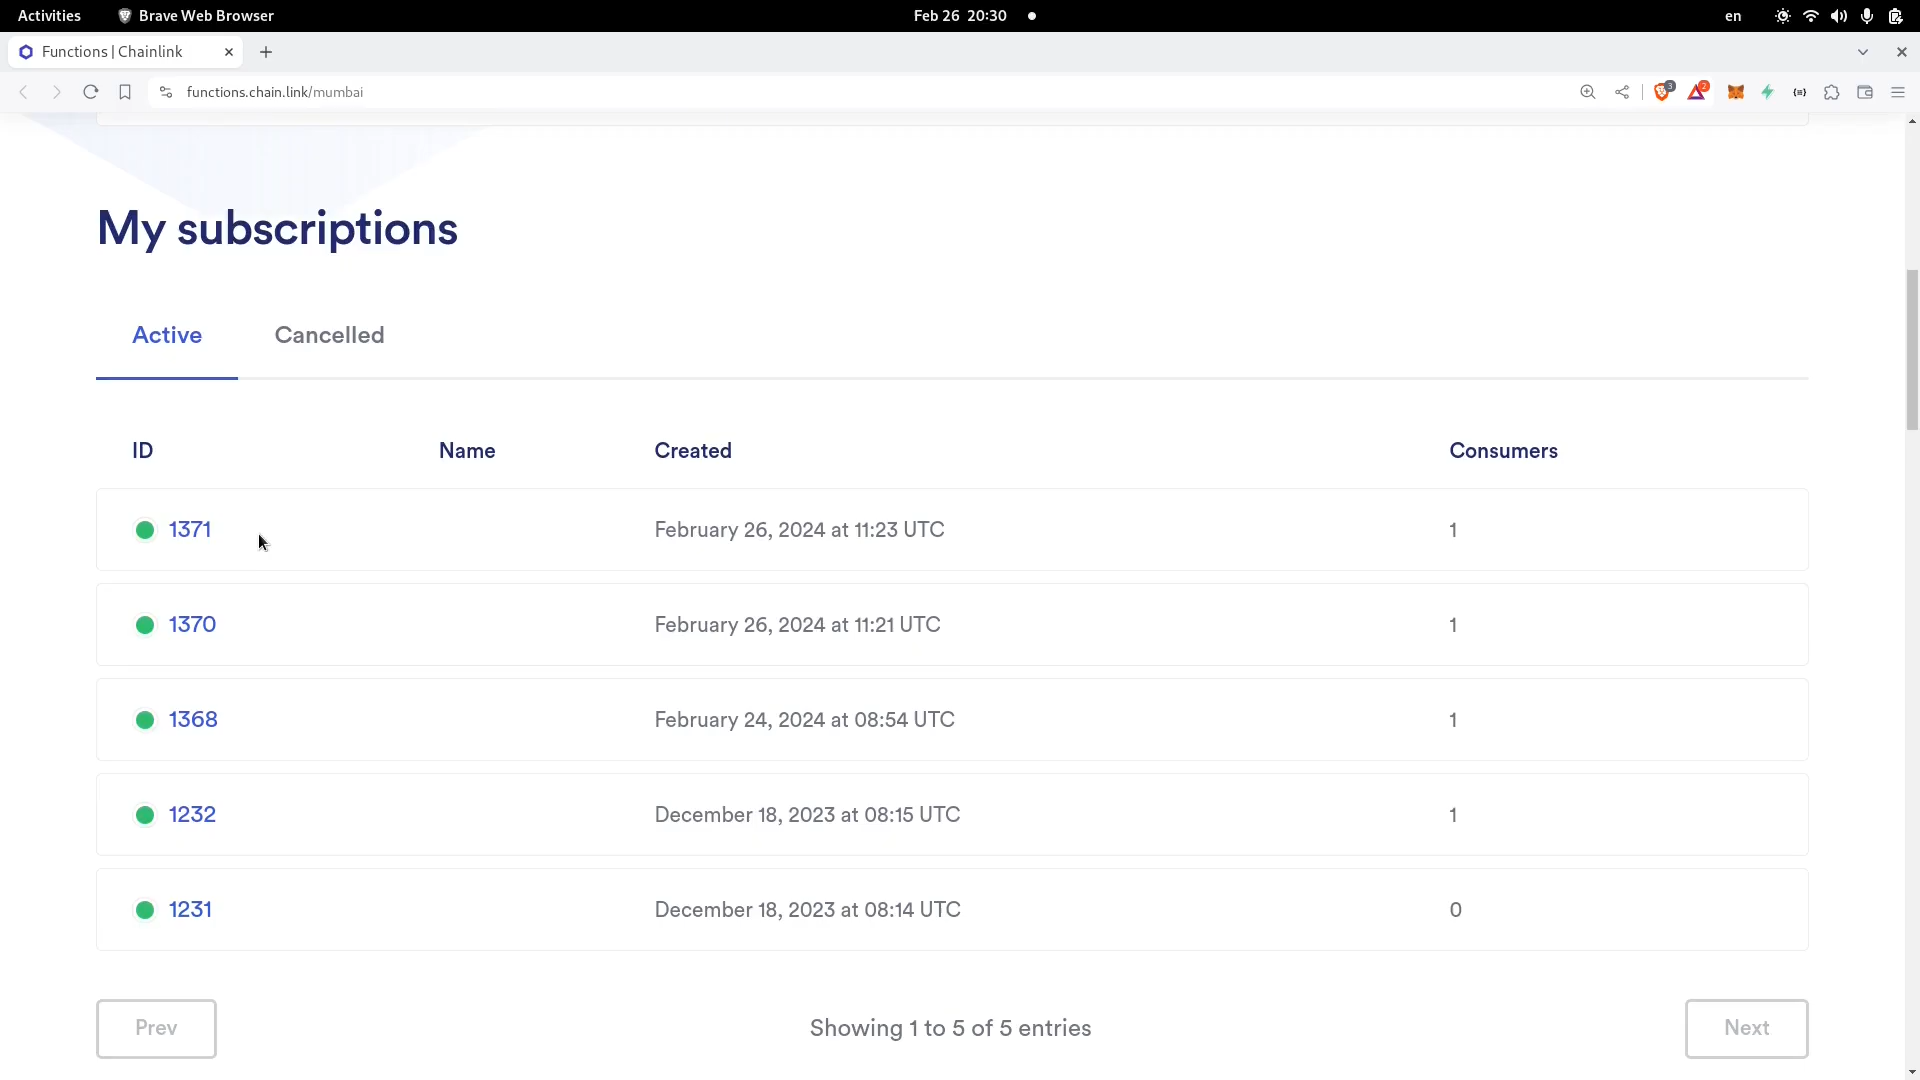 Activities Brave Web Browser Feb 26 20:30 en
Functions | Chainlink
functions.chain.link/mumbai 3 2
My subscriptions
Active Cancelled
ID Name Created Consumers
1371 February 26, 2024 at 11:23 UTC 1
1370 February 26, 2024 at 11:21 UTC 1
1368 February 24, 2024 at 08:54 UTC 1
1232 December 18, 2023 at 08:15 UTC 1
1231 December 18, 2023 at 08:14 UTC 0
Prev Showing 1 to 5 of 5 entries Next